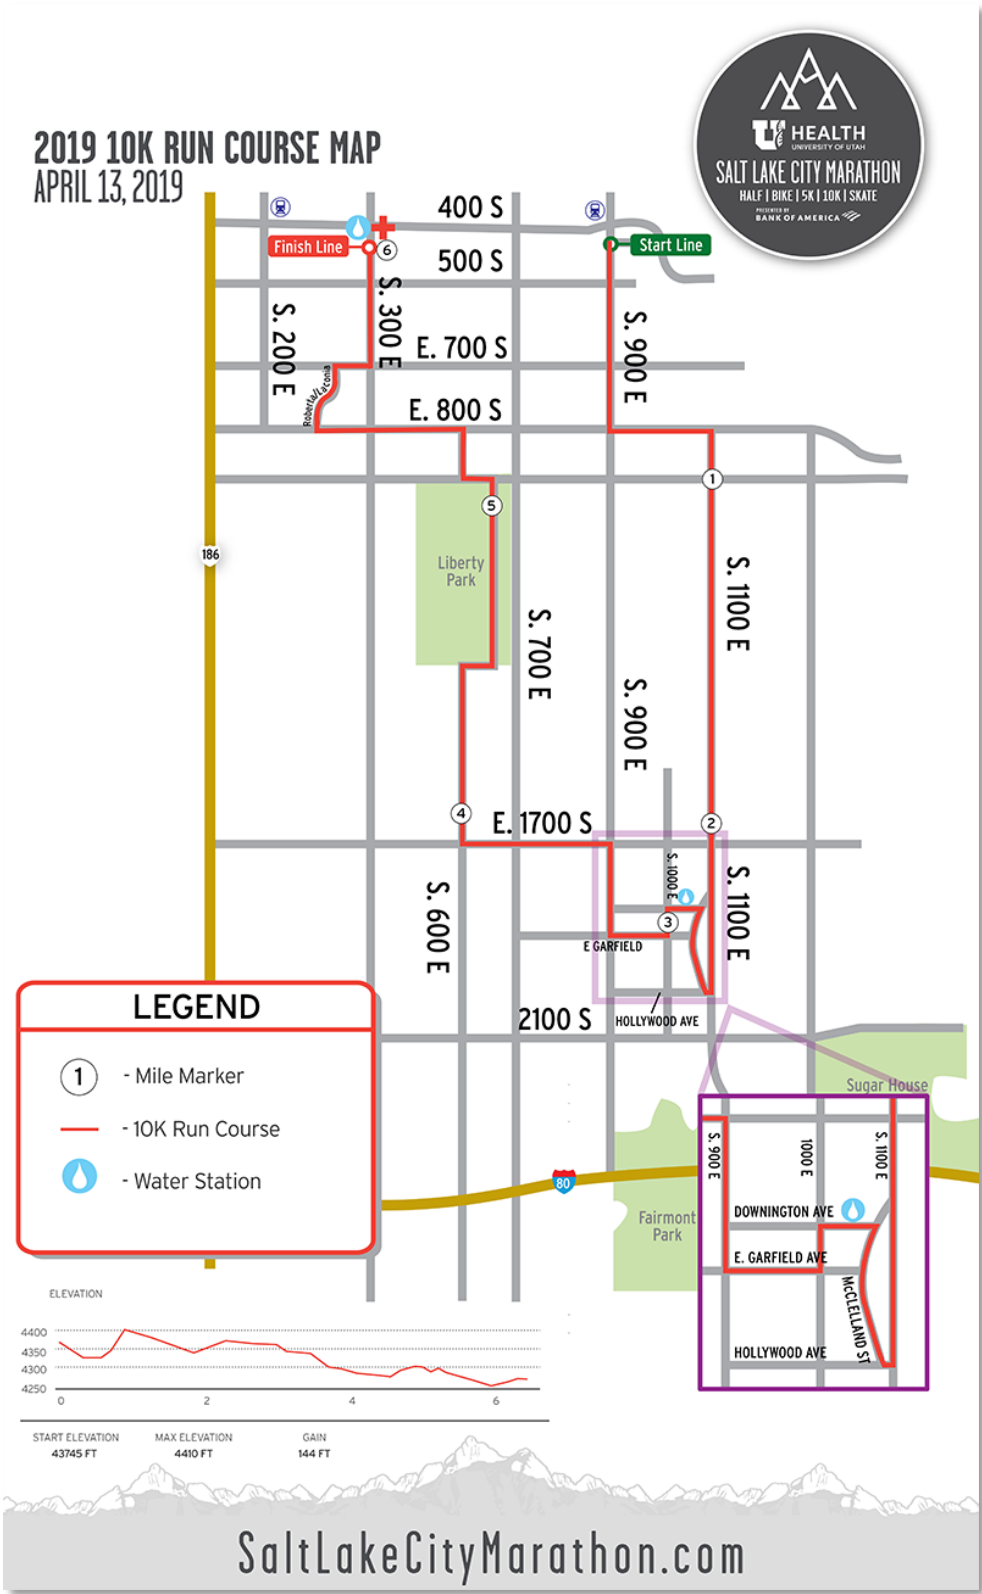 2019 10K RUN COURSE MAP
APRIL 13, 2019
U HEALTH
UNIVERSITY OF UTAH
SALT LAKE CITY MARATHON
HALF | BIKE | 5K | 10K | SKATE
PRESENTED BY
BANK OF AMERICA
400 S
Finish Line
6
Start Line
500 S
S. 200 E
S. 300 E
S. 900 E
E. 700 S
Roberta/Laconia
E. 800 S
1
5
186
Liberty
Park
S. 1100 E
S. 700 E
S. 900 E
4
E. 1700 S
2
S. 1000 E
S. 1100 E
S. 600 E
3
E GARFIELD
2100 S
HOLLYWOOD AVE
LEGEND
1 - Mile Marker
- 10K Run Course
- Water Station
Sugar House
80
Fairmont
Park
S. 900 E
1000 E
S. 1100 E
DOWNINGTON AVE
E. GARFIELD AVE
McCLELLAND ST
HOLLYWOOD AVE
ELEVATION
4400
4350
4300
4250
0 2 4 6
START ELEVATION MAX ELEVATION GAIN
43745 FT 4410 FT 144 FT
SaltLakeCityMarathon.com